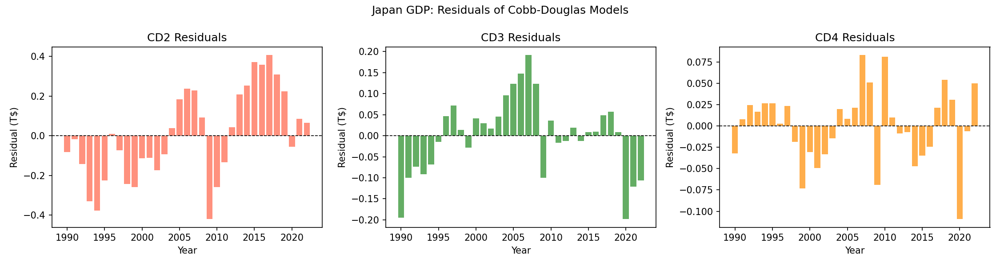 Japan GDP: Residuals of Cobb-Douglas Models
CD2 Residuals
Residual (T$)
0.4
0.2
0.0
−0.2
−0.4
1990 1995 2000 2005 2010 2015 2020
Year
CD3 Residuals
Residual (T$)
0.20
0.15
0.10
0.05
0.00
−0.05
−0.10
−0.15
−0.20
1990 1995 2000 2005 2010 2015 2020
Year
CD4 Residuals
Residual (T$)
0.075
0.050
0.025
0.000
−0.025
−0.050
−0.075
−0.100
1990 1995 2000 2005 2010 2015 2020
Year